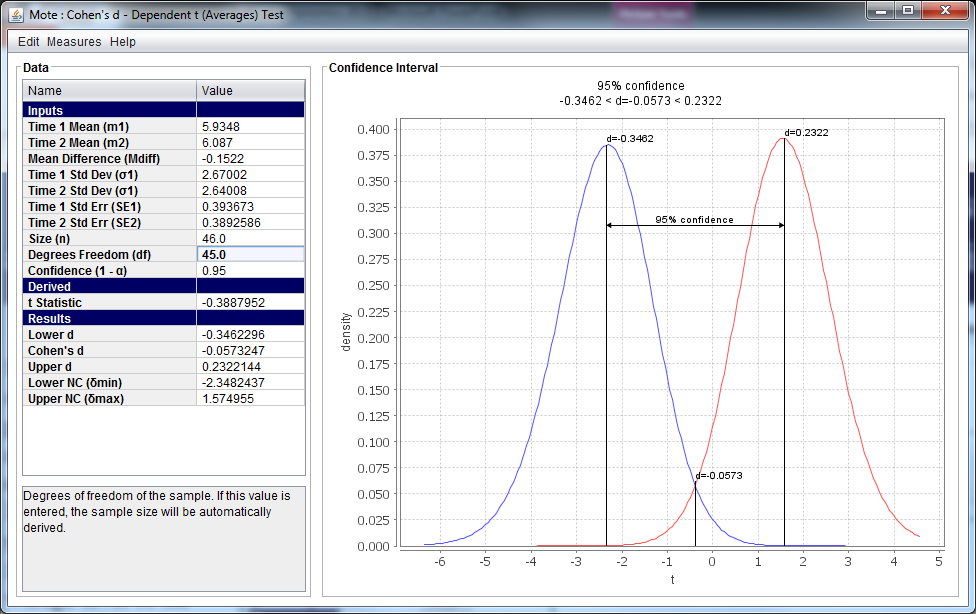 Mote : Cohen's d - Dependent t (Averages) Test
Edit Measures Help
Data
Name Value
Inputs
Time 1 Mean (m1) 5.9348
Time 2 Mean (m2) 6.087
Mean Difference (Mdiff) -0.1522
Time 1 Std Dev (σ1) 2.67002
Time 2 Std Dev (σ1) 2.64008
Time 1 Std Err (SE1) 0.393673
Time 2 Std Err (SE2) 0.3892586
Size (n) 46.0
Degrees Freedom (df) 45.0
Confidence (1 - α) 0.95
Derived
t Statistic -0.3887952
Results
Lower d -0.3462296
Cohen's d -0.0573247
Upper d 0.2322144
Lower NC (δmin) -2.3482437
Upper NC (δmax) 1.574955
Degrees of freedom of the sample. If this value is
entered, the sample size will be automatically
derived.
Confidence Interval
95% confidence
-0.3462 < d=-0.0573 < 0.2322
density
0.400
0.375
0.350
0.325
0.300
0.275
0.250
0.225
0.200
0.175
0.150
0.125
0.100
0.075
0.050
0.025
0.000
d=-0.3462
d=0.2322
95% confidence
d=-0.0573
-6 -5 -4 -3 -2 -1 0 1 2 3 4 5
t